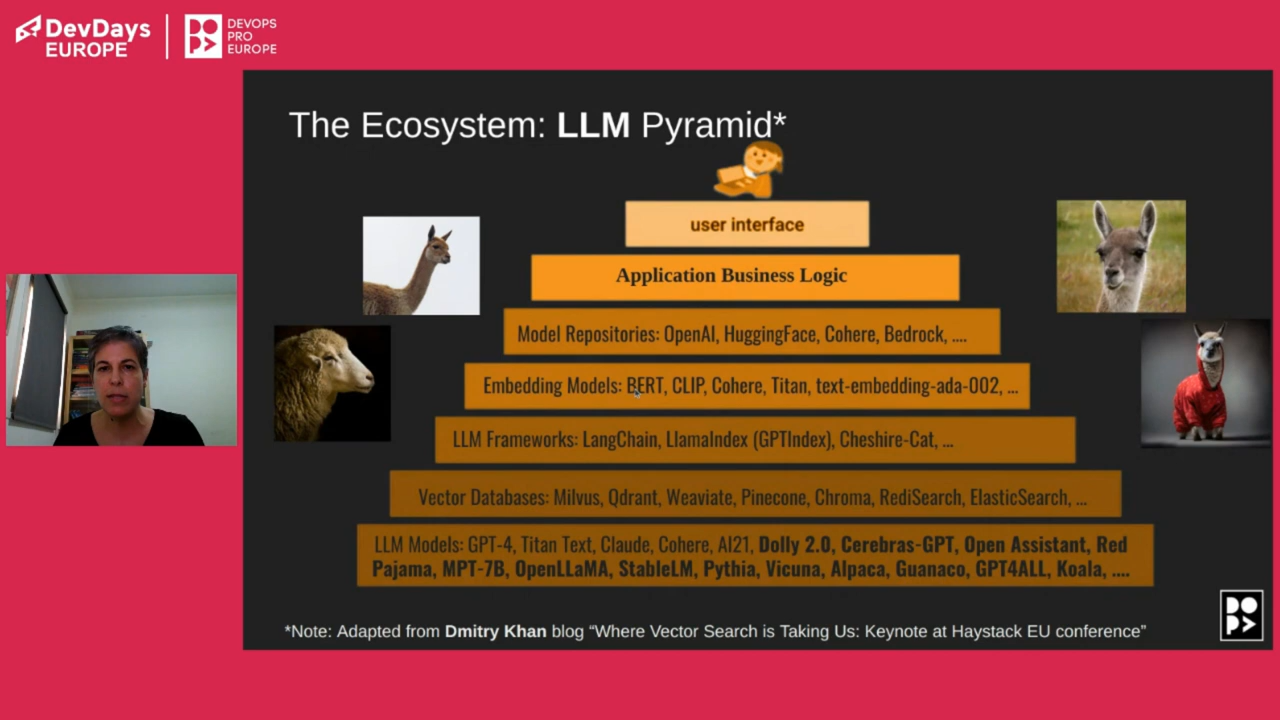 DevDays
EUROPE
DEVOPS
PRO
EUROPE
The Ecosystem: LLM Pyramid*
user interface
Application Business Logic
Model Repositories: OpenAI, HuggingFace, Cohere, Bedrock, ....
Embedding Models: BERT, CLIP, Cohere, Titan, text-embedding-ada-002, ...
LLM Frameworks: LangChain, LlamaIndex (GPTIndex), Cheshire-Cat, ...
Vector Databases: Milvus, Qdrant, Weaviate, Pinecone, Chroma, RediSearch, ElasticSearch, ...
LLM Models: GPT-4, Titan Text, Claude, Cohere, AI21, Dolly 2.0, Cerebras-GPT, Open Assistant, Red
Pajama, MPT-7B, OpenLLaMA, StableLM, Pythia, Vicuna, Alpaca, Guanaco, GPT4ALL, Koala, ....
*Note: Adapted from Dmitry Khan blog “Where Vector Search is Taking Us: Keynote at Haystack EU conference”